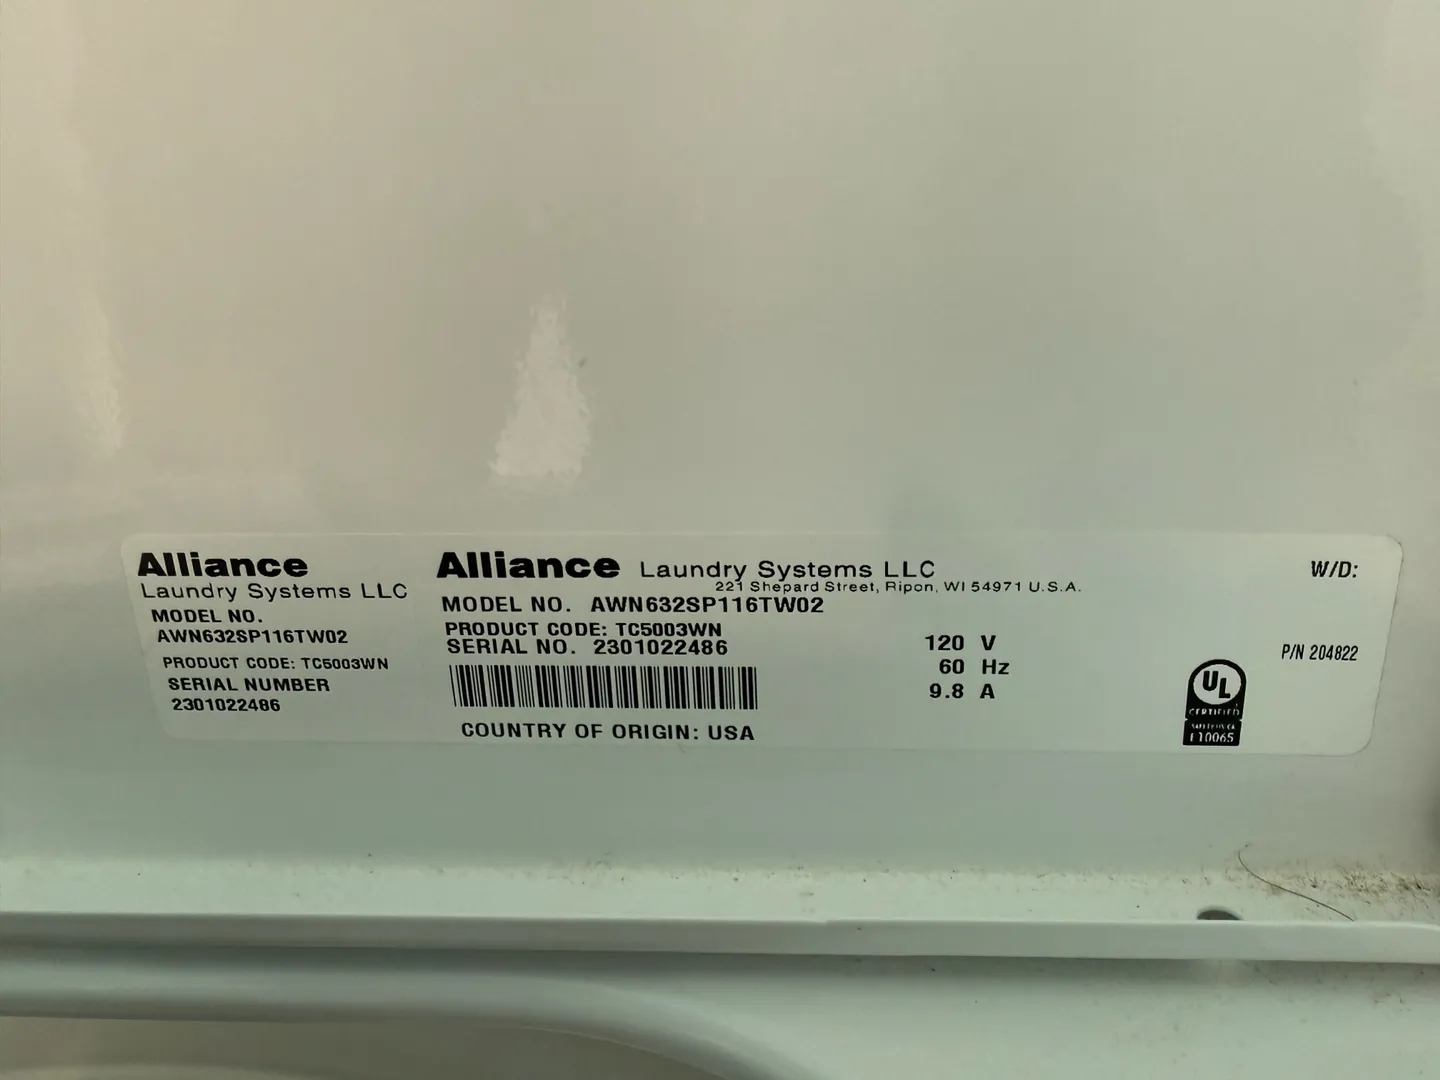 Alliance
Laundry Systems LLC
MODEL NO.
AWN632SP116TW02
PRODUCT CODE: TC5003WN
SERIAL NUMBER
2301022486
Alliance Laundry Systems LLC
221 Shepard Street, Ripon, WI 54971 U.S.A.
MODEL NO. AWN632SP116TW02
PRODUCT CODE: TC5003WN
SERIAL NO. 2301022486
COUNTRY OF ORIGIN: USA
120 V
60 Hz
9.8 A
UL
CERTIFIED
W/D:
P/N 204822